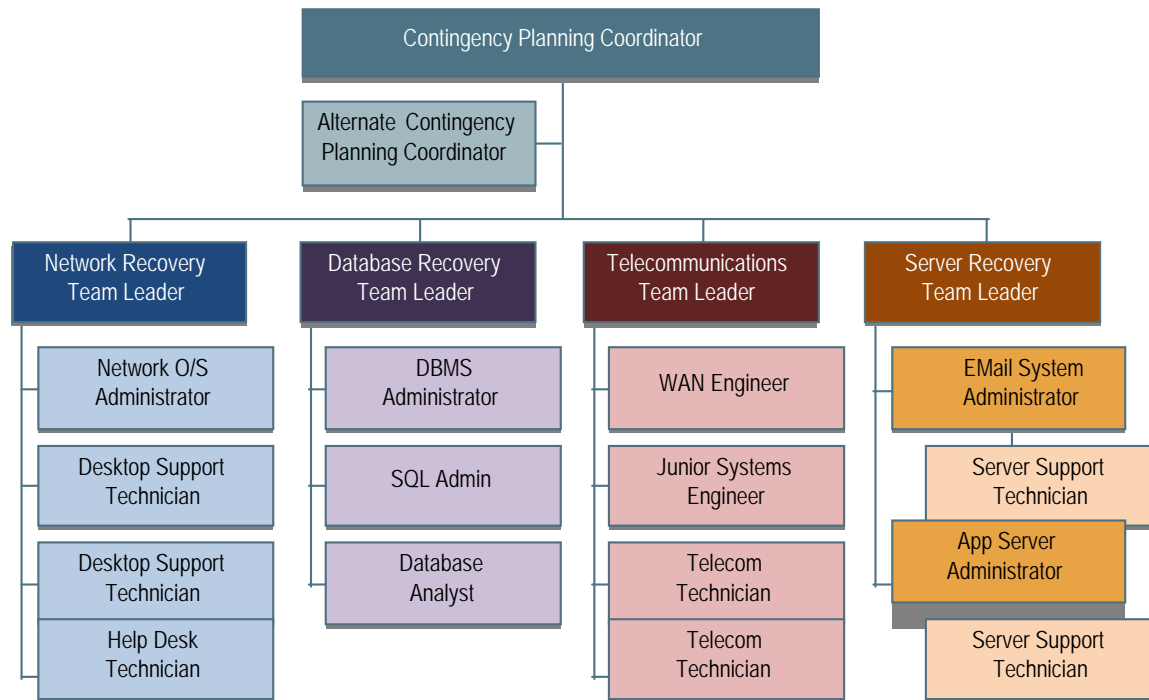 Contingency Planning Coordinator
Alternate Contingency
Planning Coordinator
Network Recovery
Team Leader
Network O/S
Administrator
Desktop Support
Technician
Desktop Support
Technician
Help Desk
Technician
Database Recovery
Team Leader
DBMS
Administrator
SQL Admin
Database
Analyst
Telecommunications
Team Leader
WAN Engineer
Junior Systems
Engineer
Telecom
Technician
Telecom
Technician
Server Recovery
Team Leader
EMail System
Administrator
Server Support
Technician
App Server
Administrator
Server Support
Technician